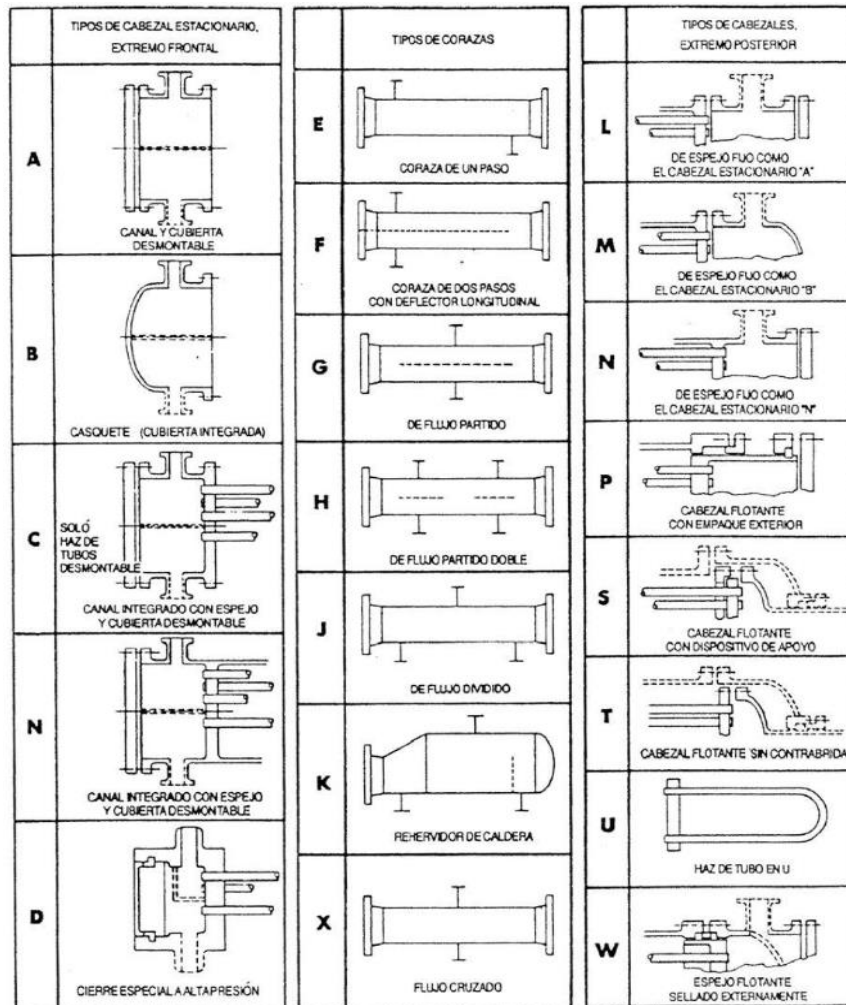 TIPOS DE CABEZAL ESTACIONARIO,
EXTREMO FRONTAL
A
CANAL Y CUBIERTA
DESMONTABLE
B
CASQUETE (CUBIERTA INTEGRADA)
C
SOLÓ
HAZ DE
TUBOS
DESMONTABLE
CANAL INTEGRADO CON ESPEJO
Y CUBIERTA DESMONTABLE
N
CANAL INTEGRADO CON ESPEJO
Y CUBIERTA DESMONTABLE
D
CIERRE ESPECIAL A ALTA PRESIÓN
TIPOS DE CORAZAS
E
CORAZA DE UN PASO
F
CORAZA DE DOS PASOS
CON DEFLECTOR LONGITUDINAL
G
DE FLUJO PARTIDO
H
DE FLUJO PARTIDO DOBLE
J
DE FLUJO DIVIDIDO
K
REHERVIDOR DE CALDERA
X
FLUJO CRUZADO
TIPOS DE CABEZALES,
EXTREMO POSTERIOR
L
DE ESPEJO FIJO COMO
EL CABEZAL ESTACIONARIO "A"
M
DE ESPEJO FIJO COMO
EL CABEZAL ESTACIONARIO "B"
N
DE ESPEJO FIJO COMO
EL CABEZAL ESTACIONARIO "N"
P
CABEZAL FLOTANTE
CON EMPAQUE EXTERIOR
S
CABEZAL FLOTANTE
CON DISPOSITIVO DE APOYO
T
CABEZAL FLOTANTE SIN CONTRABRIDA
U
HAZ DE TUBO EN U
W
ESPEJO FLOTANTE
SELLADO EXTERNAMENTE